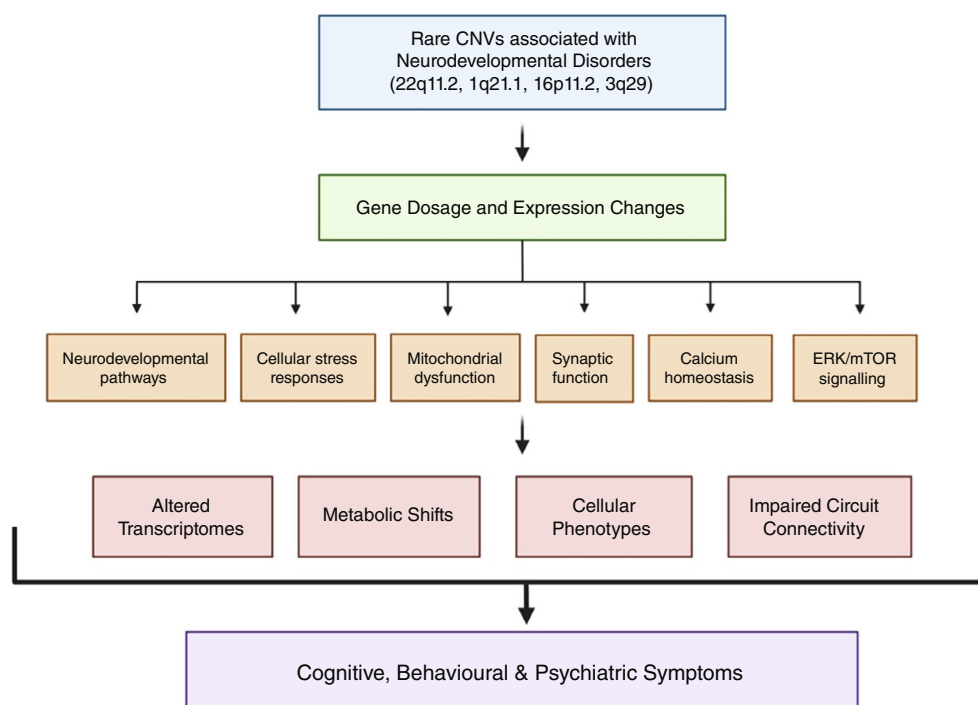 Rare CNVs associated with
Neurodevelopmental Disorders
(22q11.2, 1q21.1, 16p11.2, 3q29)
Gene Dosage and Expression Changes
Neurodevelopmental
pathways
Cellular stress
responses
Mitochondrial
dysfunction
Synaptic
function
Calcium
homeostasis
ERK/mTOR
signalling
Altered
Transcriptomes
Metabolic Shifts
Cellular
Phenotypes
Impaired Circuit
Connectivity
Cognitive, Behavioural & Psychiatric Symptoms